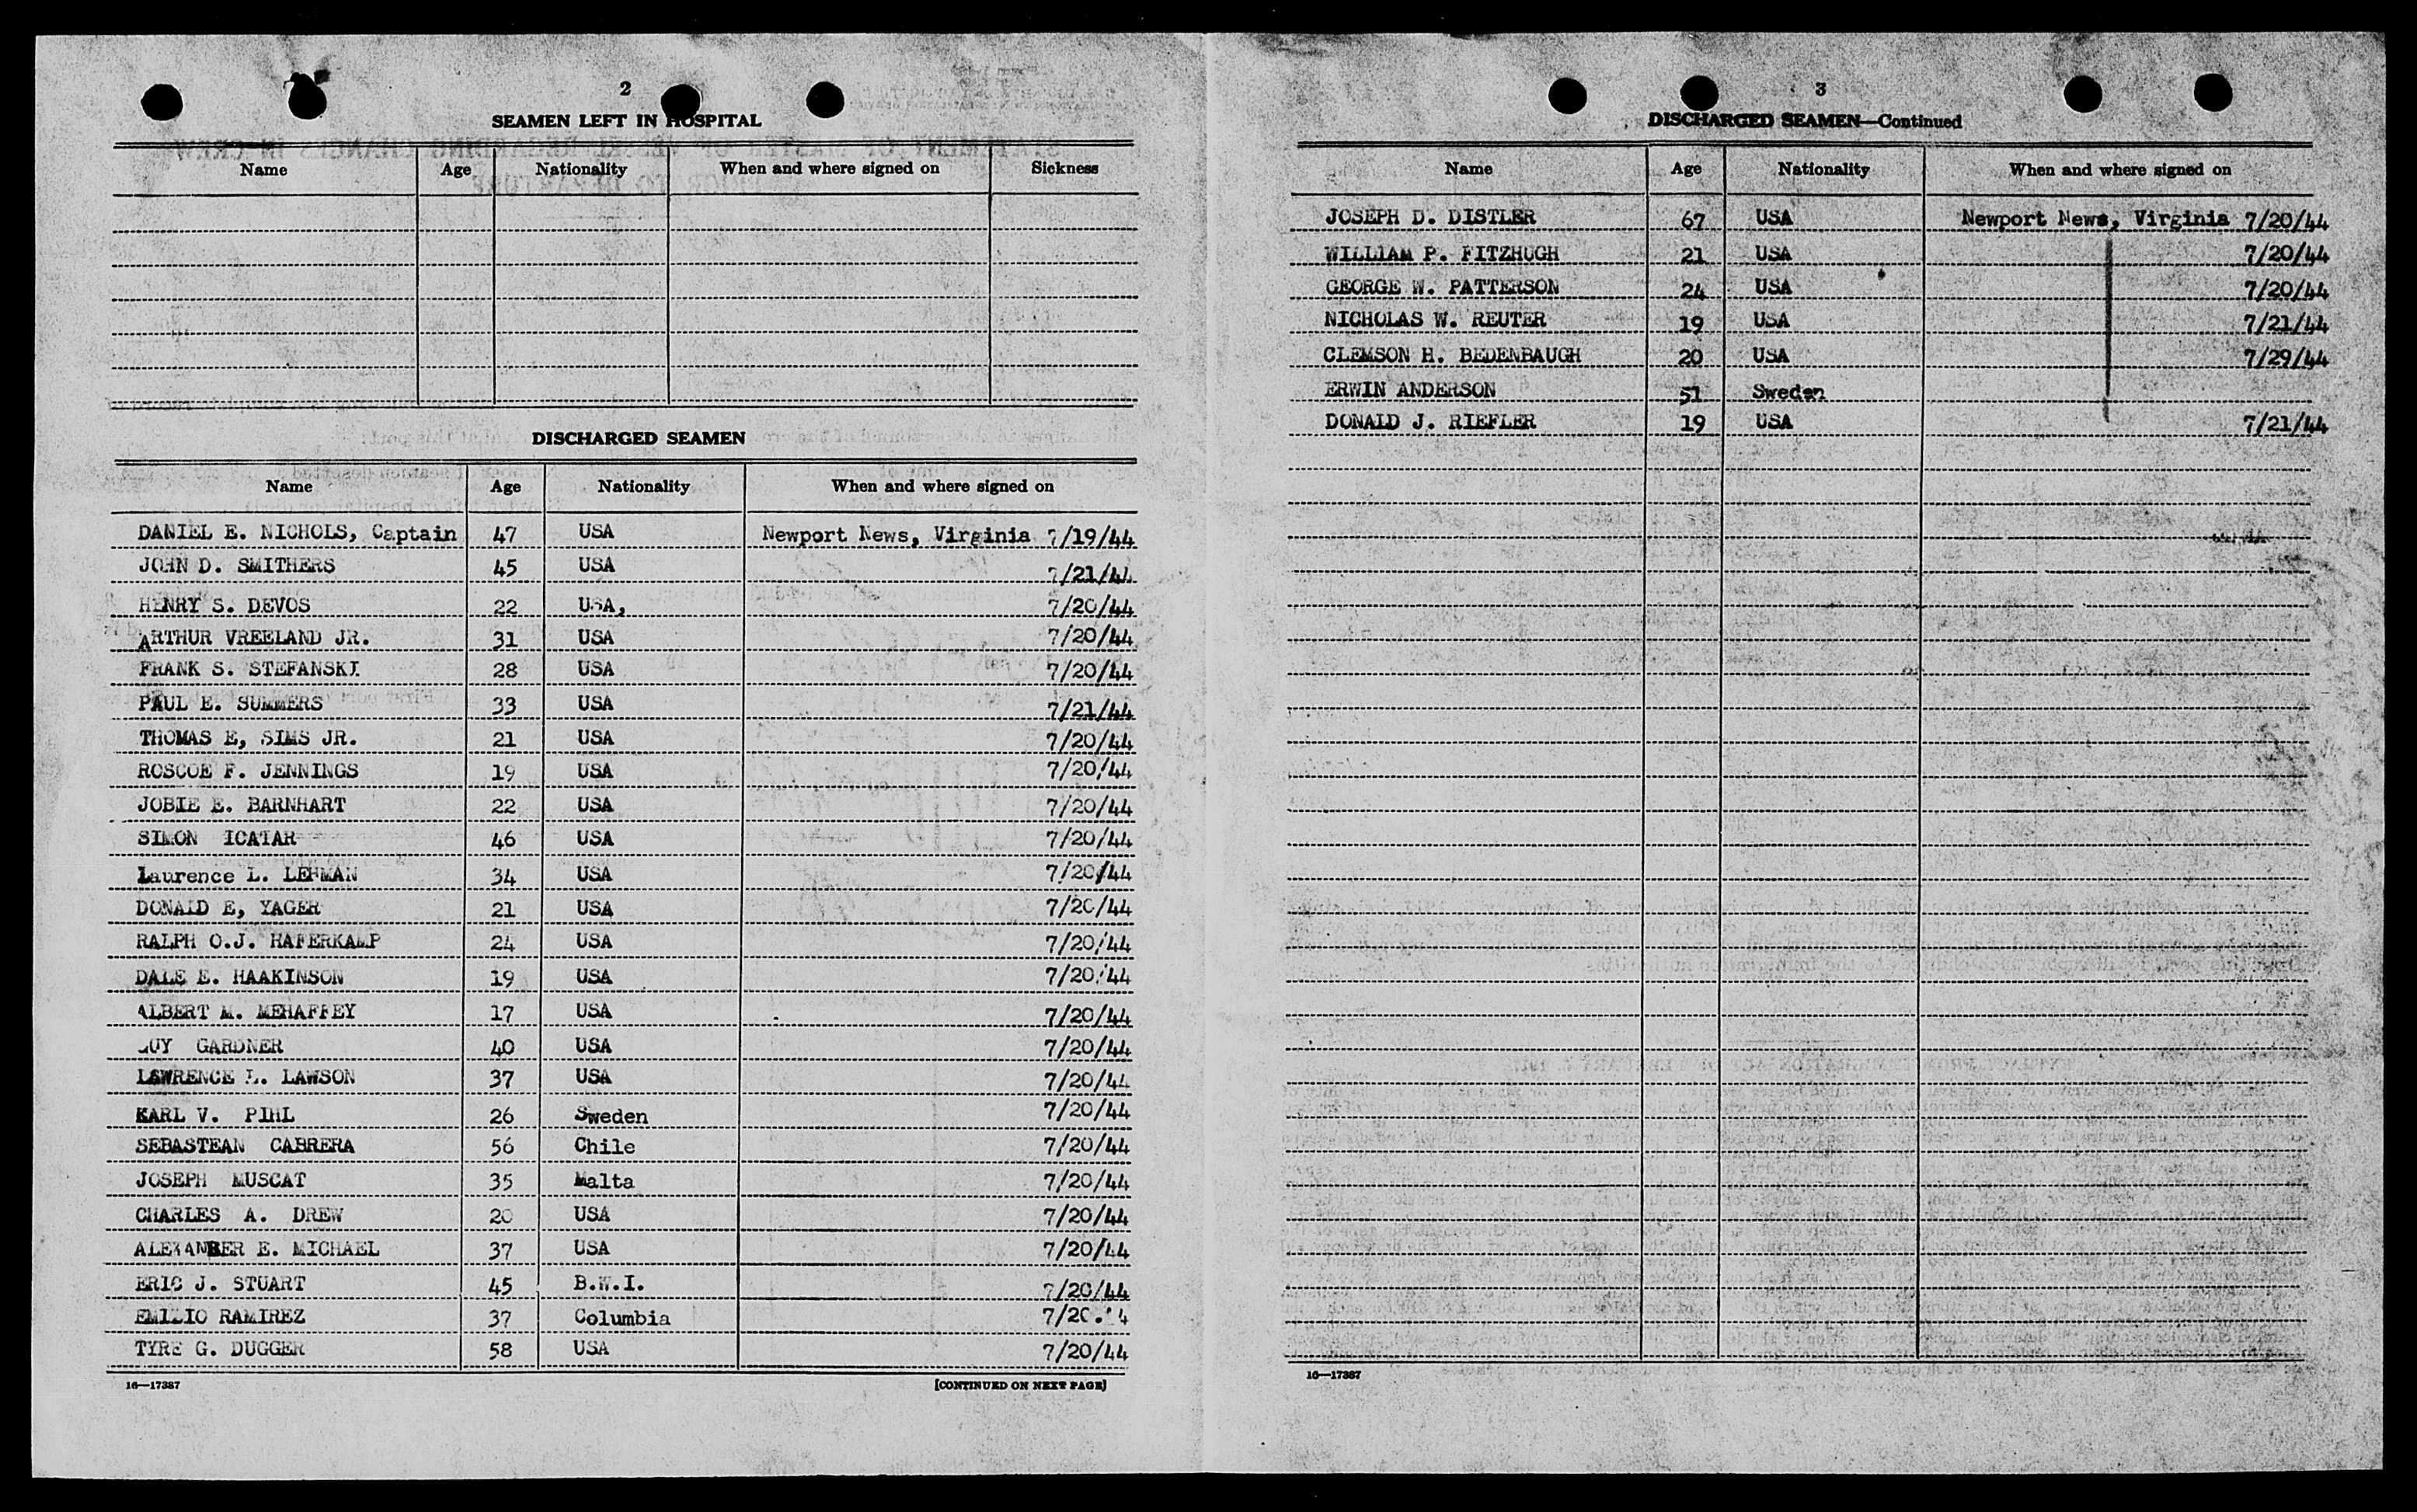 2
SEAMEN LEFT IN HOSPITAL
Name Age Nationality When and where signed on Sickness
DISCHARGED SEAMEN
Name Age Nationality When and where signed on
DANIEL E. NICHOLS, Captain 47 USA Newport News, Virginia 7/19/44
JOHN D. SMITHERS 45 USA 7/21/44
HENRY S. DEVOS 22 USA, 7/20/44
ARTHUR VREELAND JR. 31 USA 7/20/44
FRANK S. STEFANSKI 28 USA 7/20/44
PAUL E. SUMMERS 33 USA 7/21/44
THOMAS E, SIMS JR. 21 USA 7/20/44
ROSCOE F. JENNINGS 19 USA 7/20/44
JOBIE E. BARNHART 22 USA 7/20/44
SIMON ICATAR 46 USA 7/20/44
Laurence L. LEHMAN 34 USA 7/20/44
DONALD E, YAGER 21 USA 7/20/44
RALPH O.J. HAFERKAMP 24 USA 7/20/44
DALE E. HAAKINSON 19 USA 7/20/44
ALBERT M. MEHAFFEY 17 USA 7/20/44
GUY GARDNER 40 USA 7/20/44
LAWRENCE L. LAWSON 37 USA 7/20/44
KARL V. PIHL 26 Sweden 7/20/44
SEBASTEAN CABRERA 56 Chile 7/20/44
JOSEPH MUSCAT 35 Malta 7/20/44
CHARLES A. DREW 20 USA 7/20/44
ALEXANDER E. MICHAEL 37 USA 7/20/44
ERIC J. STUART 45 B.W.I. 7/20/44
EMILIO RAMIREZ 37 Columbia 7/20/44
TYRE G. DUGGER 58 USA 7/20/44
16—17387 [CONTINUED ON NEXT PAGE]
3
DISCHARGED SEAMEN—Continued
Name Age Nationality When and where signed on
JOSEPH D. DISTLER 67 USA Newport News, Virginia 7/20/44
WILLIAM P. FITZHUGH 21 USA 7/20/44
GEORGE W. PATTERSON 24 USA 7/20/44
NICHOLAS W. REUTER 19 USA 7/21/44
CLEMSON H. BEDENBAUGH 20 USA 7/29/44
ERWIN ANDERSON 51 Sweden
DONALD J. RIEFLER 19 USA 7/21/44
16—17387